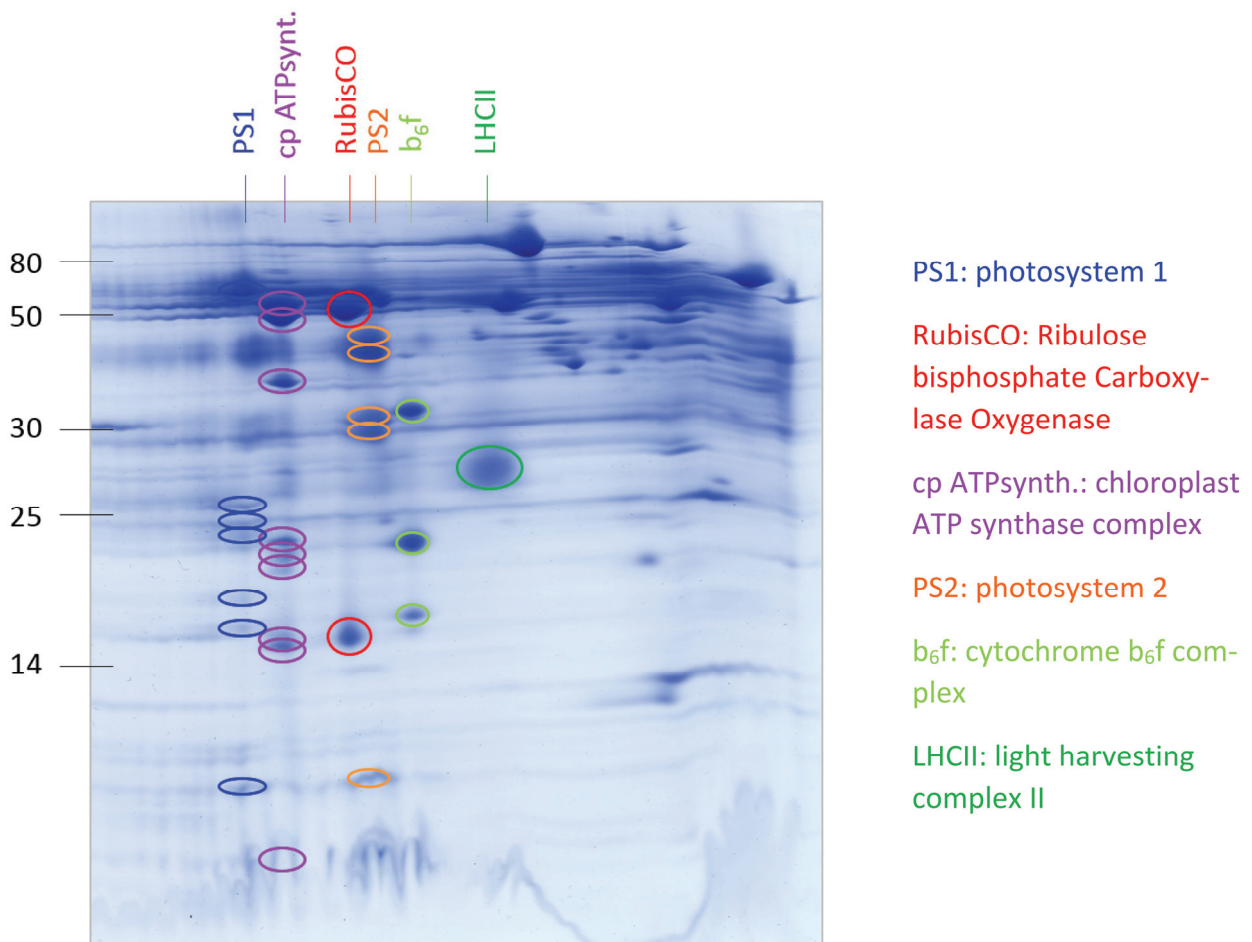 PS1
cp ATPsynt.
RubisCO
PS2
b₆f
LHCII
80
50
30
25
14
PS1: photosystem 1
RubisCO: Ribulose
bisphosphate Carboxy-
lase Oxygenase
cp ATPsynth.: chloroplast
ATP synthase complex
PS2: photosystem 2
b₆f: cytochrome b₆f com-
plex
LHCII: light harvesting
complex II